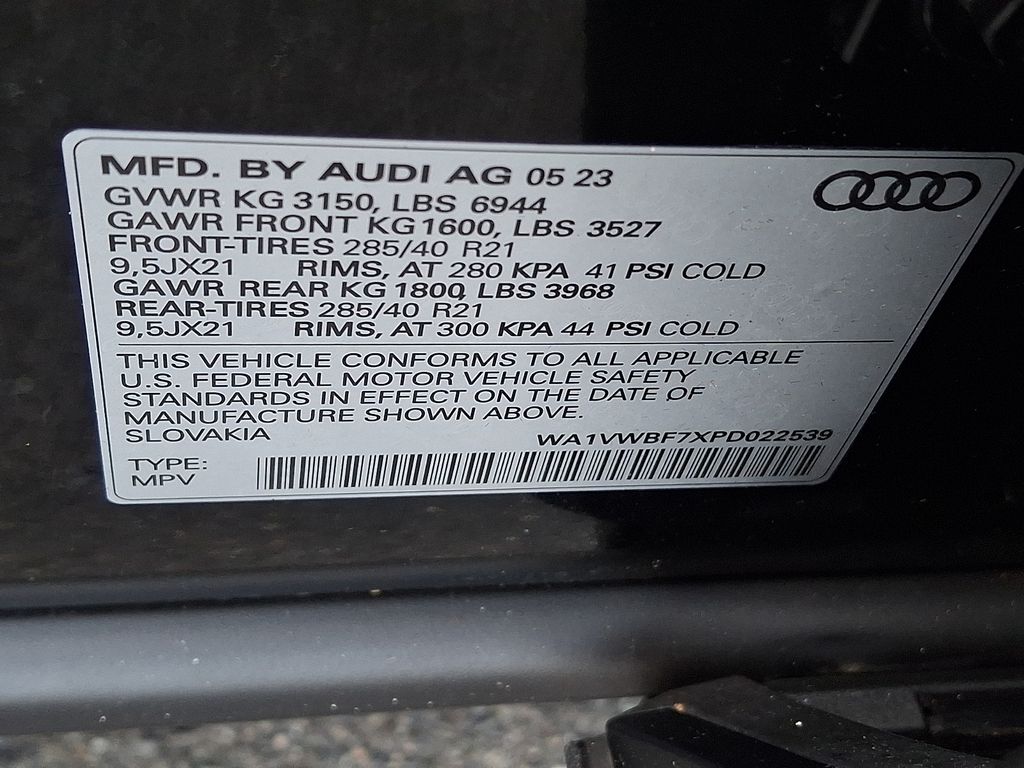 MFD. BY AUDI AG 05 23
GVWR KG 3150, LBS 6944
GAWR FRONT KG 1600, LBS 3527
FRONT-TIRES 285/40 R21
9,5JX21 RIMS, AT 280 KPA 41 PSI COLD
GAWR REAR KG 1800, LBS 3968
REAR-TIRES 285/40 R21
9,5JX21 RIMS, AT 300 KPA 44 PSI COLD
THIS VEHICLE CONFORMS TO ALL APPLICABLE
U.S. FEDERAL MOTOR VEHICLE SAFETY
STANDARDS IN EFFECT ON THE DATE OF
MANUFACTURE SHOWN ABOVE.
SLOVAKIA WA1VWBF7XPD022539
TYPE:
MPV